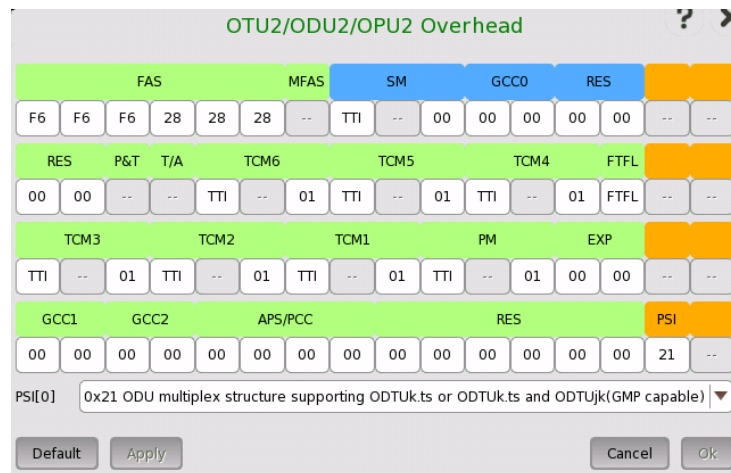 OTU2/ODU2/OPU2 Overhead ?
FAS MFAS SM GCC0 RES
F6 F6 F6 28 28 28 -- TTI -- 00 00 00 00 00 -- --
RES P&T T/A TCM6 TCM5 TCM4 FTFL
00 00 -- -- TTI -- 01 TTI -- 01 TTI -- 01 FTFL -- --
TCM3 TCM2 TCM1 PM EXP
TTI -- 01 TTI -- 01 TTI -- 01 TTI -- 01 00 00 -- --
GCC1 GCC2 APS/PCC RES PSI
00 00 00 00 00 00 00 00 00 00 00 00 00 00 21 --
PSI[0] 0x21 ODU multiplex structure supporting ODTUk.ts or ODTUk.ts and ODTUjk(GMP capable)
Default Apply Cancel Ok